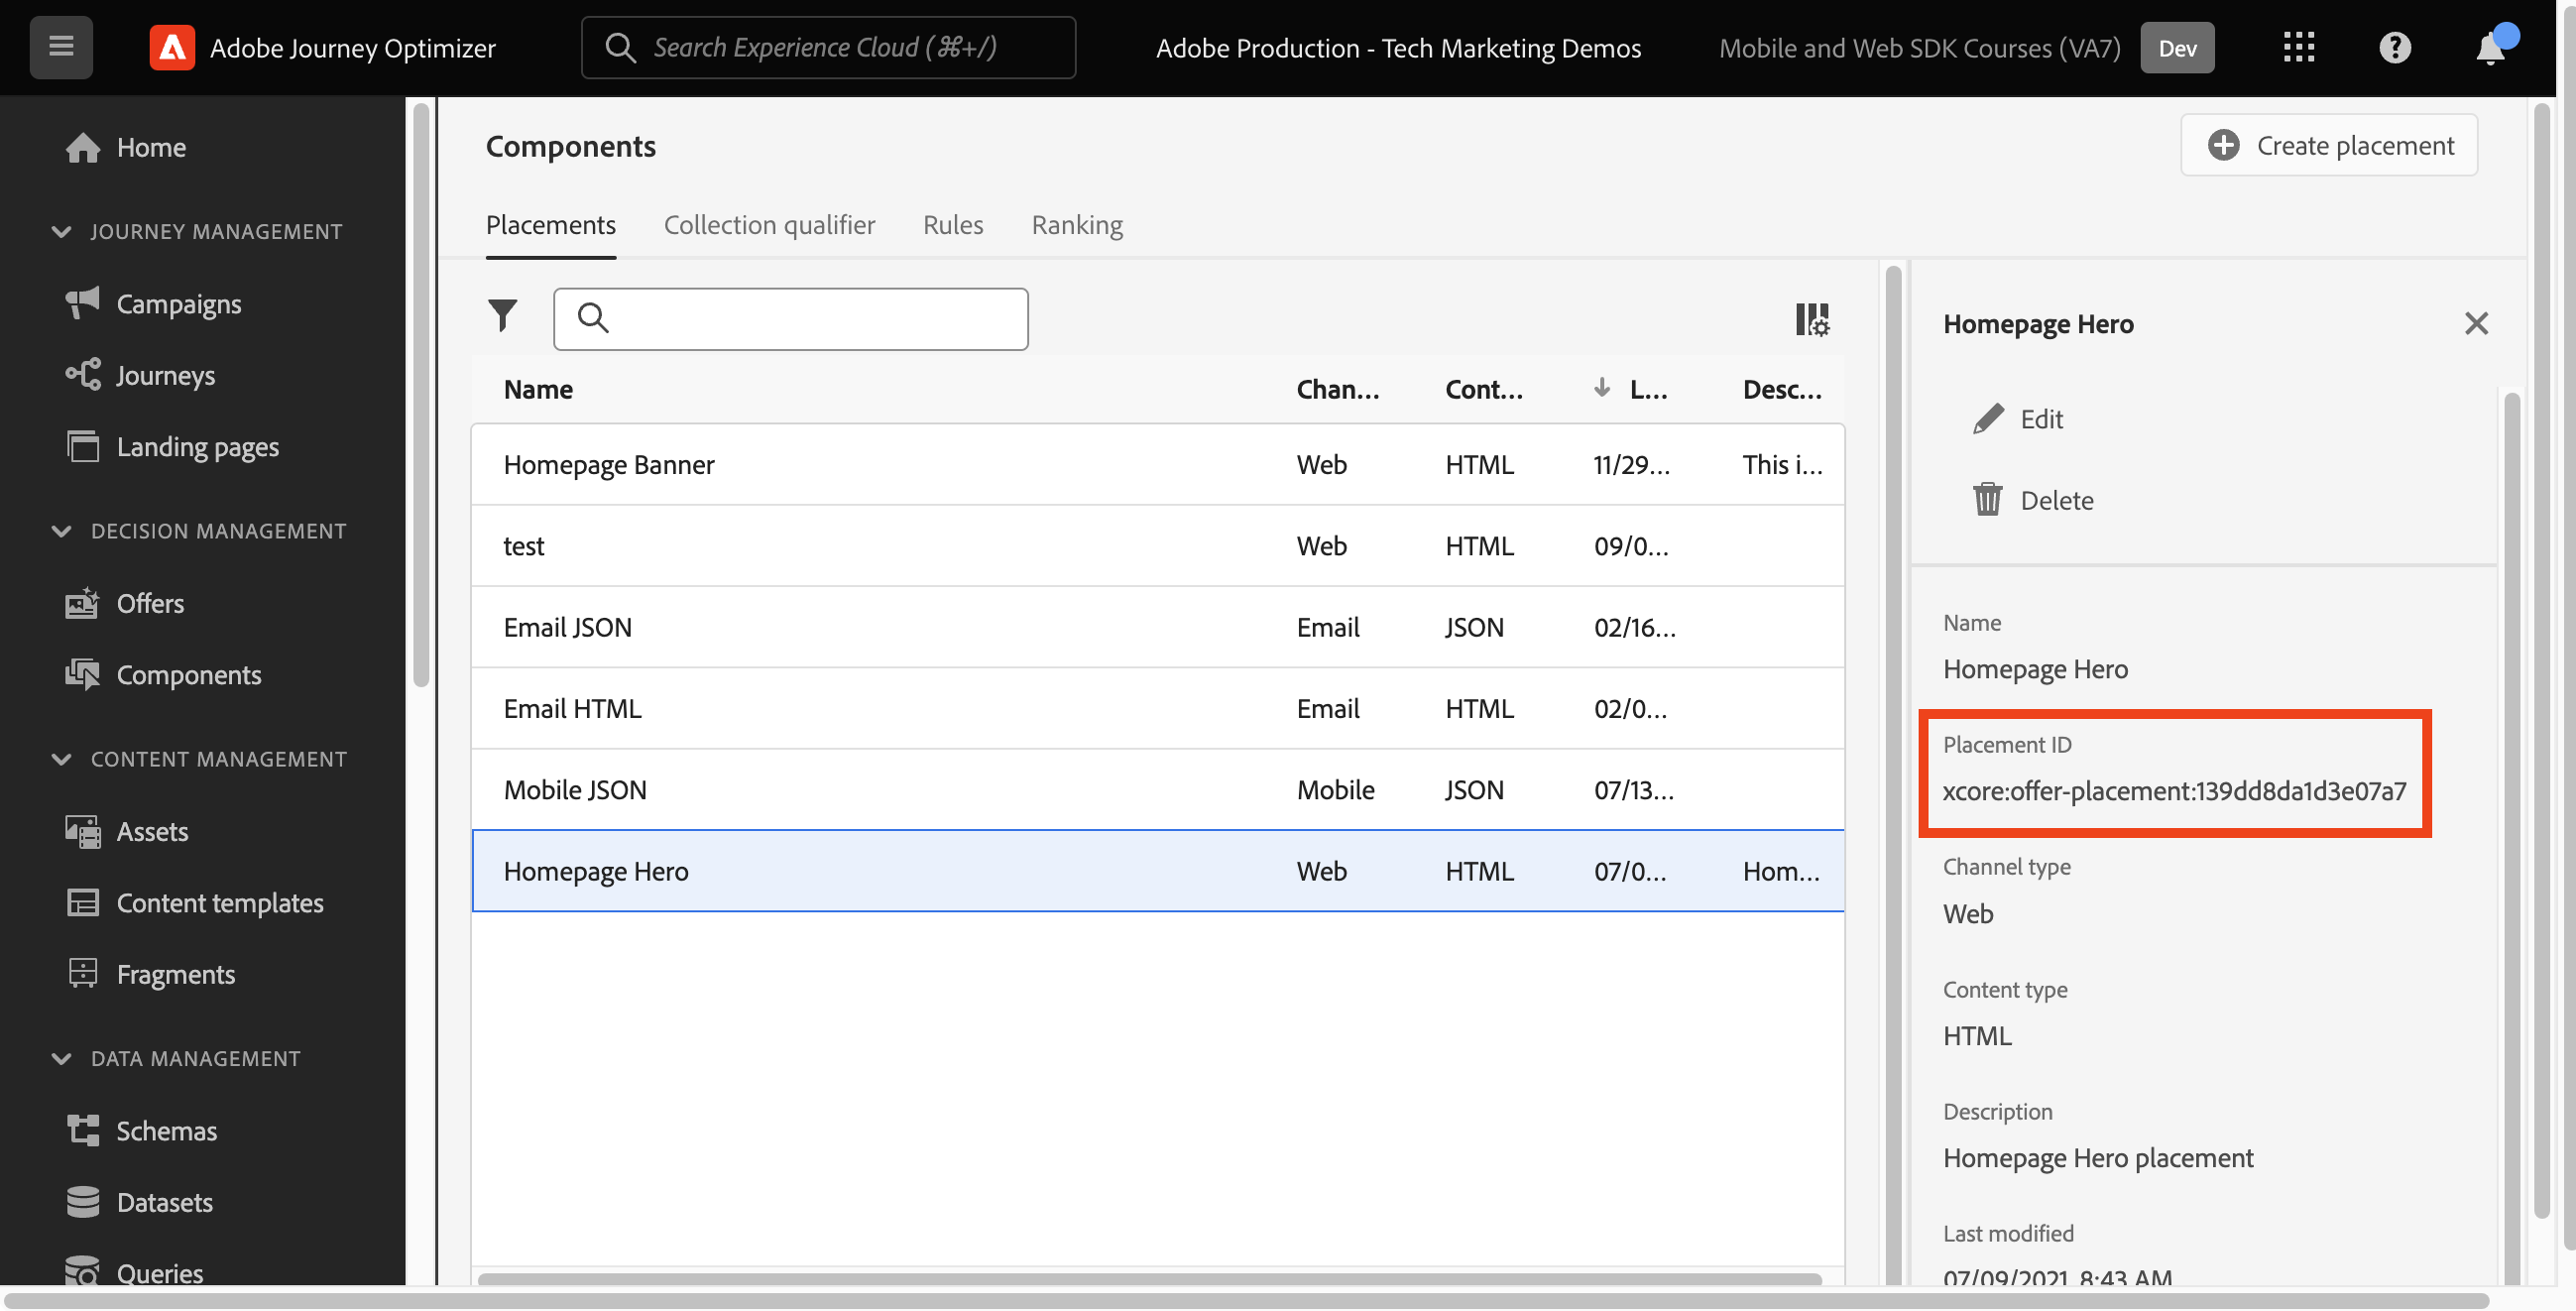 Adobe Journey Optimizer
Search Experience Cloud (⌘+/)
Adobe Production - Tech Marketing Demos
Mobile and Web SDK Courses (VA7)
Dev
Home
JOURNEY MANAGEMENT
Campaigns
Journeys
Landing pages
DECISION MANAGEMENT
Offers
Components
CONTENT MANAGEMENT
Assets
Content templates
Fragments
DATA MANAGEMENT
Schemas
Datasets
Queries
Components
Create placement
Placements Collection qualifier Rules Ranking
Name Chan... Cont... L... Desc...
Homepage Banner Web HTML 11/29... This i...
test Web HTML 09/0...
Email JSON Email JSON 02/16...
Email HTML Email HTML 02/0...
Mobile JSON Mobile JSON 07/13...
Homepage Hero Web HTML 07/0... Hom...
Homepage Hero
Edit
Delete
Name
Homepage Hero
Placement ID
xcore:offer-placement:139dd8da1d3e07a7
Channel type
Web
Content type
HTML
Description
Homepage Hero placement
Last modified
07/09/2021, 8:43 AM